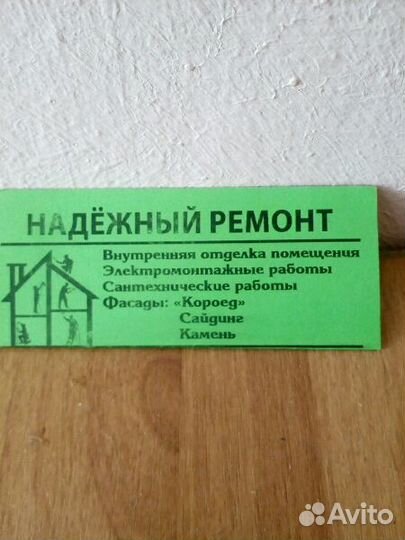 НАДЁЖНЫЙ РЕМОНТ
Внутренняя отделка помещения
Электромонтажные работы
Сантехнические работы
Фасады: «Короед»
Сайдинг
Камень
Avito